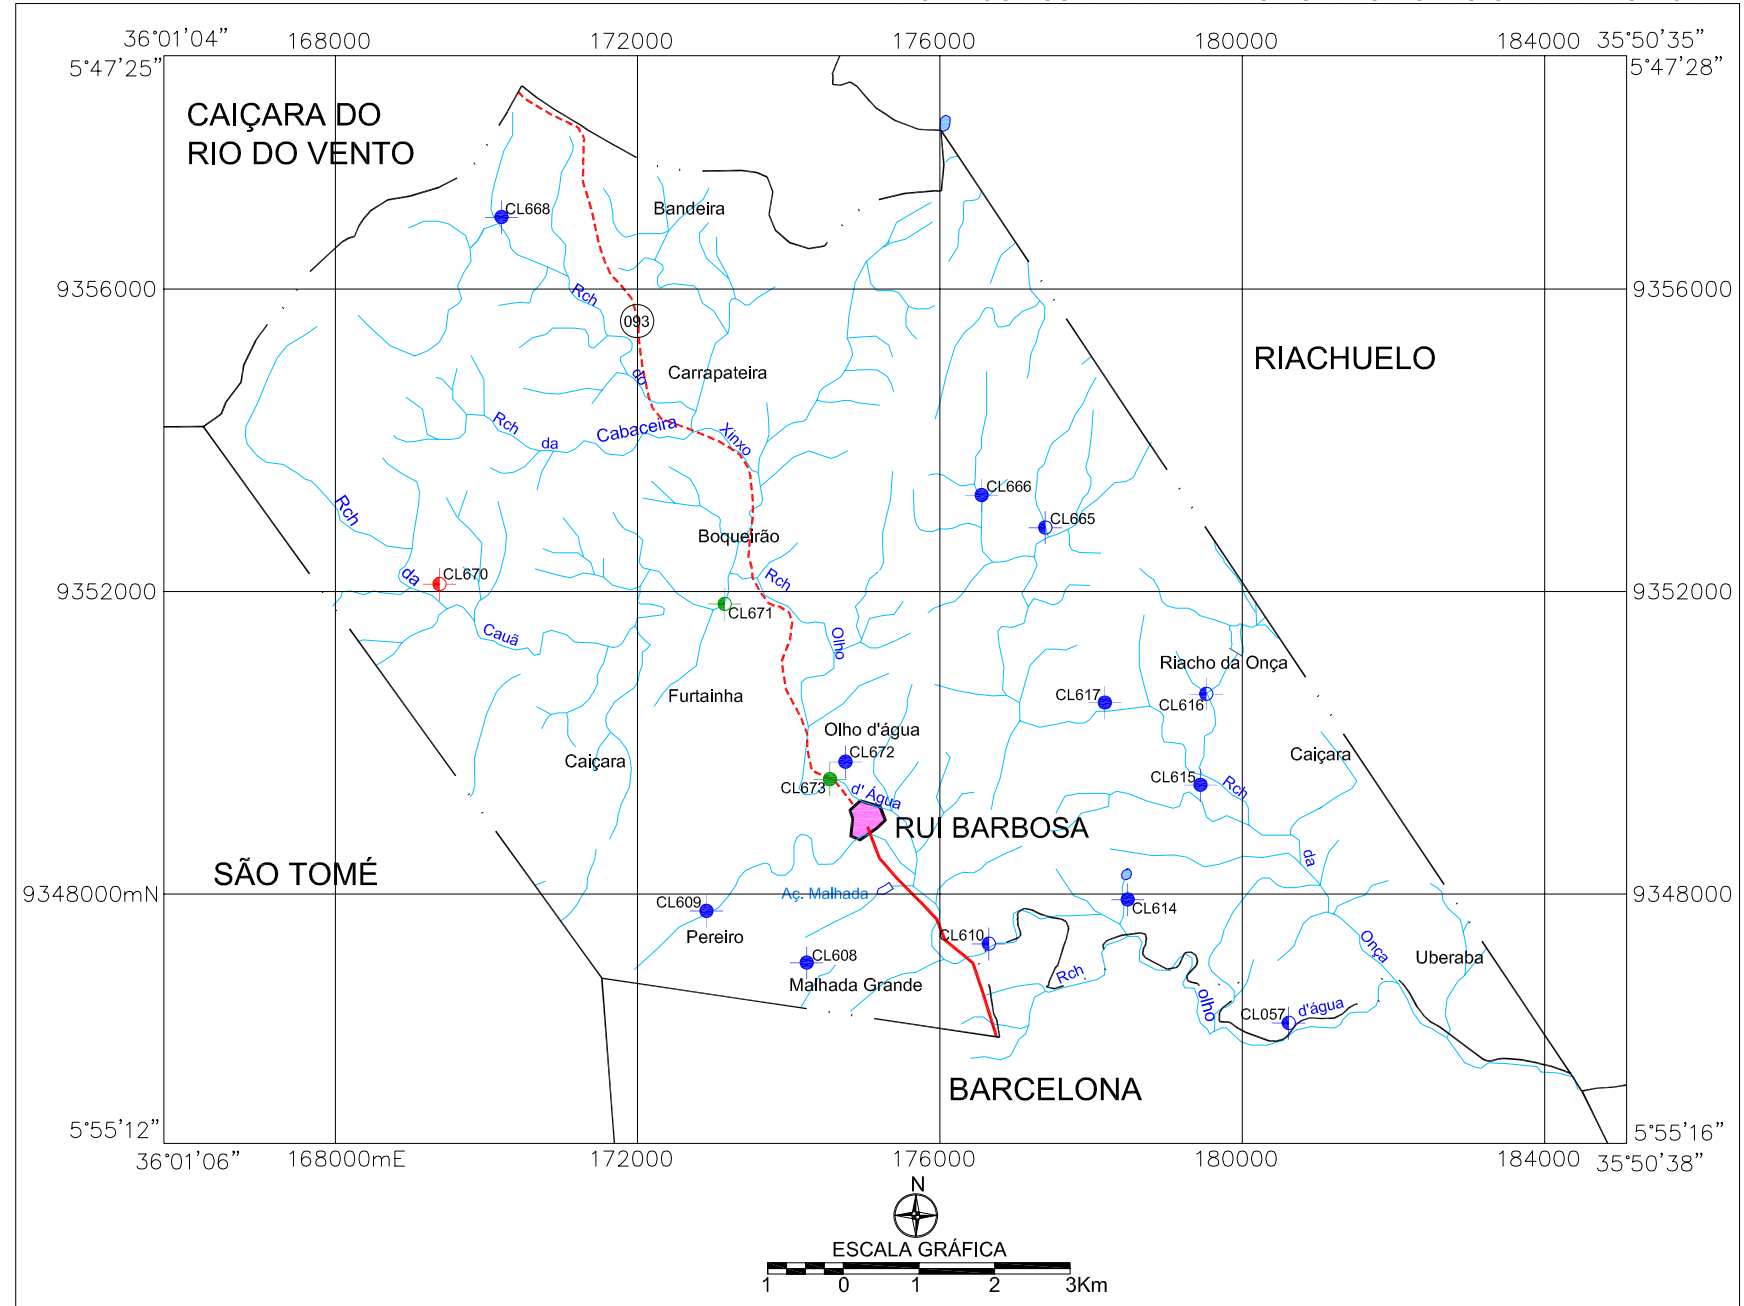 36°01'04"
168000
172000
176000
180000
184000
35°50'35"
5°47'25"
5°47'28"
CAIÇARA DO
RIO DO VENTO
CL668
Bandeira
9356000
Rch
9356000
093
RIACHUELO
do
Carrapateira
Rch
da
Cabaceira
Xinxo
Rch
CL666
CL665
Boqueirão
da
CL670
Rch
9352000
9352000
CL671
Cauã
Olho
Riacho da Onça
Furtainha
CL617
CL616
Olho d'água
Caiçara
CL672
Caiçara
CL673
d' Água
CL615
Rch
RUI BARBOSA
da
SÃO TOMÉ
9348000mN
Aç. Malhada
9348000
CL609
CL614
Pereiro
CL610
Onça
CL608
Uberaba
Malhada Grande
Rch
olho
CL057
d'água
BARCELONA
5°55'12"
5°55'16"
36°01'06"
168000mE
172000
176000
180000
184000
35°50'38"
N
ESCALA GRÁFICA
1
0
1
2
3Km